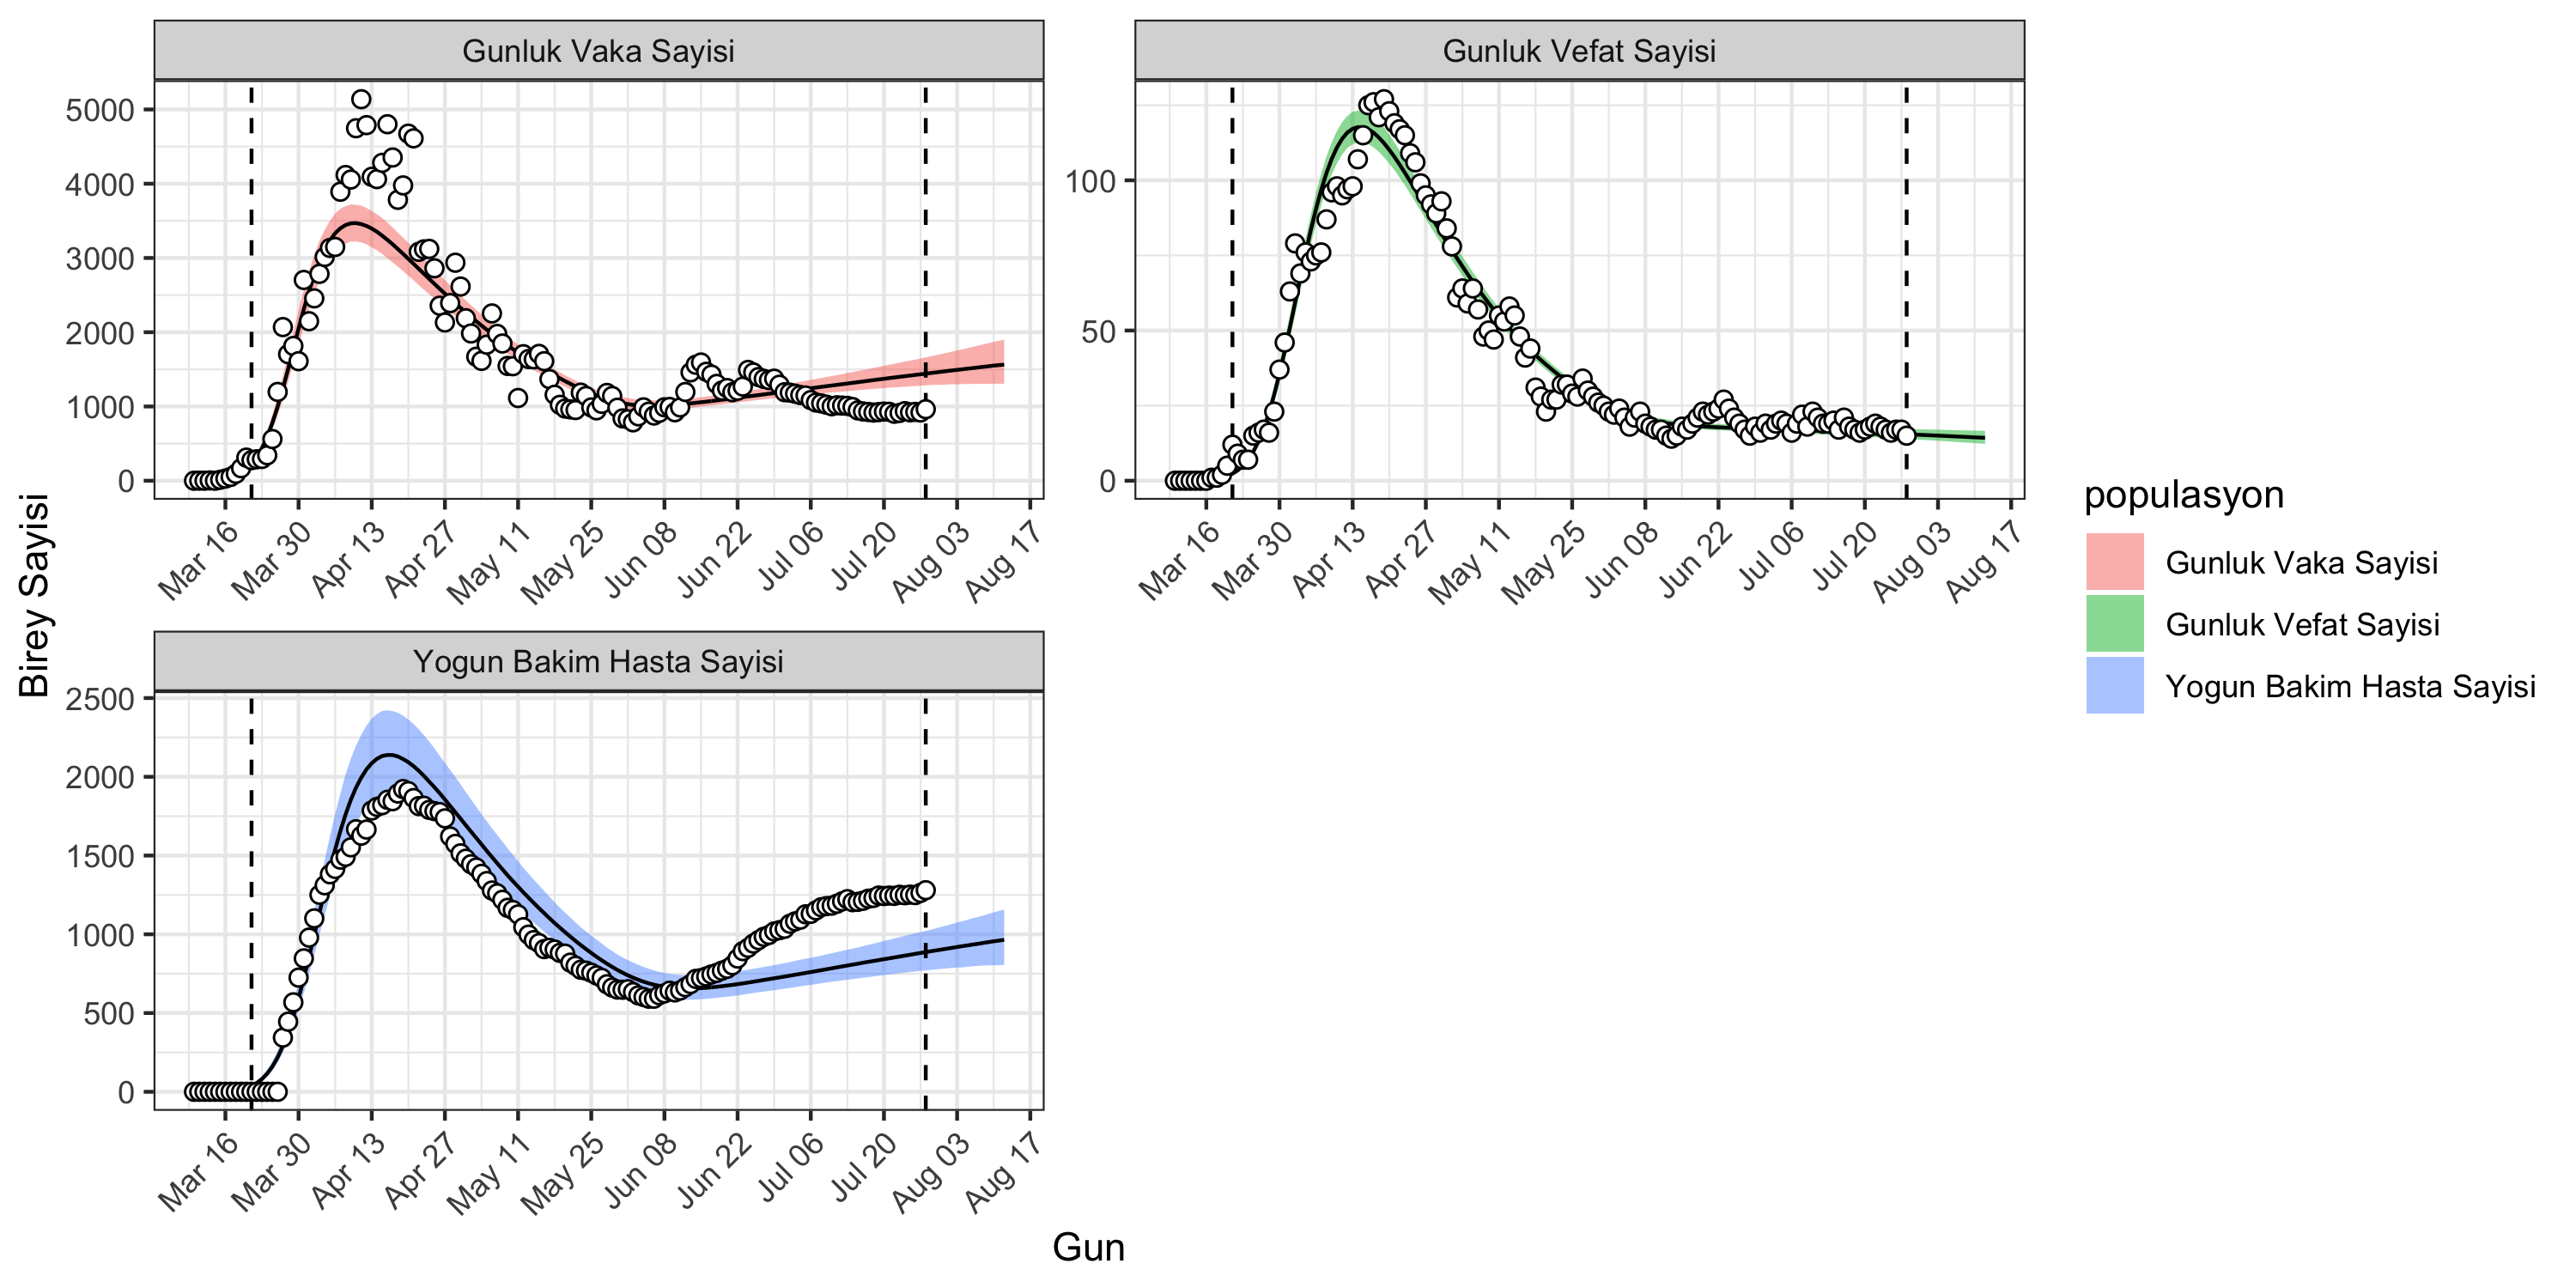 Gunluk Vaka Sayisi
Gunluk Vefat Sayisi
5000
4000
3000
2000
1000
0
100
50
0
Mar 16
Mar 30
Apr 13
Apr 27
May 11
May 25
Jun 08
Jun 22
Jul 06
Jul 20
Aug 03
Aug 17
Mar 16
Mar 30
Apr 13
Apr 27
May 11
May 25
Jun 08
Jun 22
Jul 06
Jul 20
Aug 03
Aug 17
Birey Sayisi
Yogun Bakim Hasta Sayisi
2500
2000
1500
1000
500
0
Mar 16
Mar 30
Apr 13
Apr 27
May 11
May 25
Jun 08
Jun 22
Jul 06
Jul 20
Aug 03
Aug 17
Gun
populasyon
Gunluk Vaka Sayisi
Gunluk Vefat Sayisi
Yogun Bakim Hasta Sayisi